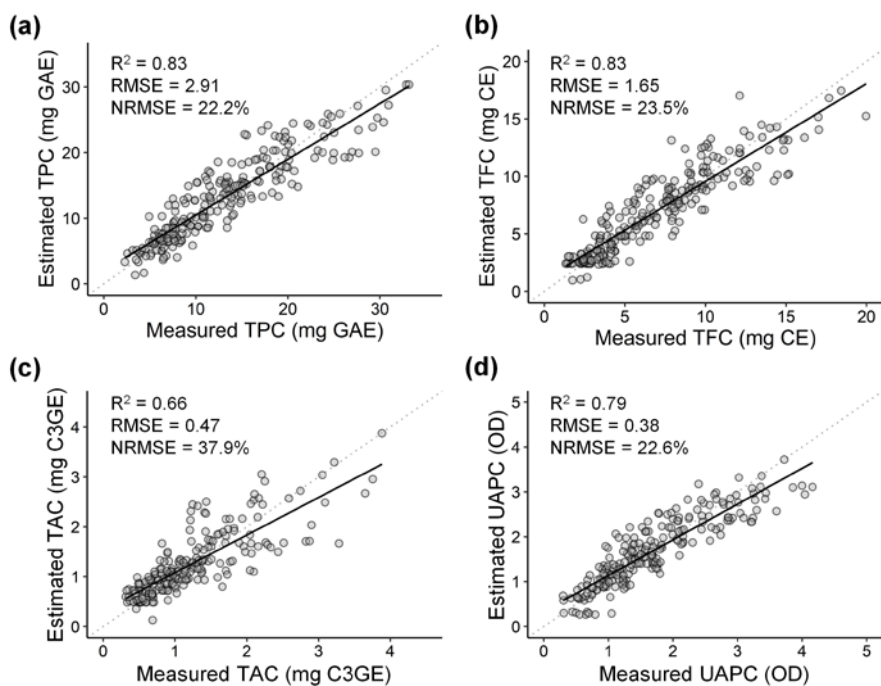 (a)
R² = 0.83
RMSE = 2.91
NRMSE = 22.2%
Estimated TPC (mg GAE)
30
20
10
0
0 10 20 30
Measured TPC (mg GAE)
(b)
R² = 0.83
RMSE = 1.65
NRMSE = 23.5%
Estimated TFC (mg CE)
20
15
10
5
0
0 5 10 15 20
Measured TFC (mg CE)
(c)
R² = 0.66
RMSE = 0.47
NRMSE = 37.9%
Estimated TAC (mg C3GE)
4
3
2
1
0
0 1 2 3 4
Measured TAC (mg C3GE)
(d)
R² = 0.79
RMSE = 0.38
NRMSE = 22.6%
Estimated UAPC (OD)
5
4
3
2
1
0
0 1 2 3 4 5
Measured UAPC (OD)